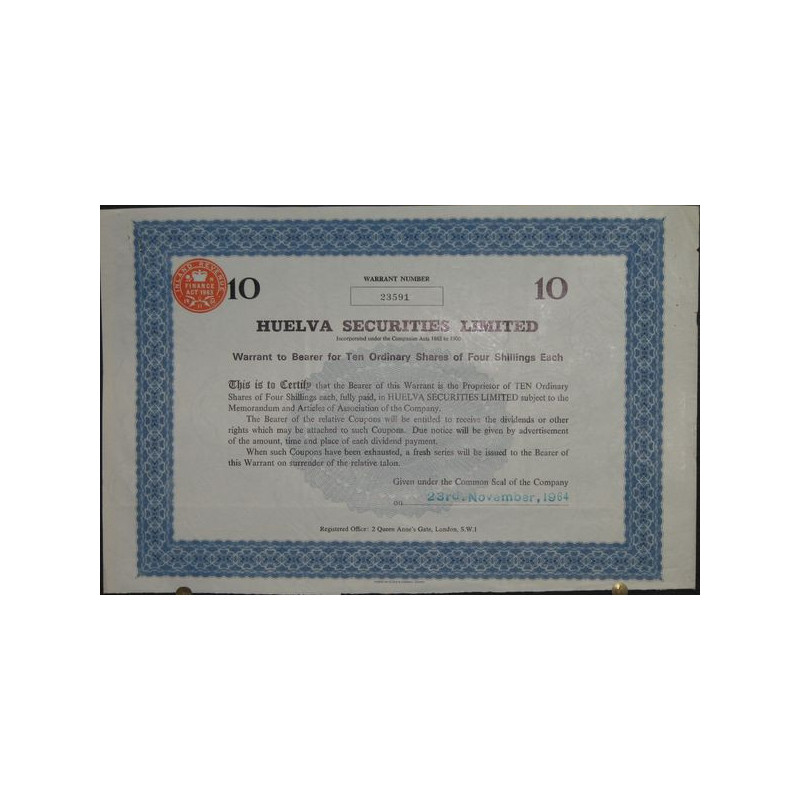 INLAND REVENUE
FINANCE
ACT 1963
10
WARRANT NUMBER
23591
10
HUELVA SECURITIES LIMITED
Incorporated under the Companies Acts 1862 to 1900
Warrant to Bearer for Ten Ordinary Shares of Four Shillings Each
This is to Certify that the Bearer of this Warrant is the Proprietor of TEN Ordinary
Shares of Four Shillings each, fully paid, in HUELVA SECURITIES LIMITED subject to the
Memorandum and Articles of Association of the Company.
The Bearer of the relative Coupons will be entitled to receive the dividends or other
rights which may be attached to such Coupons. Due notice will be given by advertisement
of the amount, time and place of each dividend payment.
When such Coupons have been exhausted, a fresh series will be issued to the Bearer of
this Warrant on surrender of the relative talon.
Given under the Common Seal of the Company
on 23rd. November, 1964
Registered Office: 2 Queen Anne's Gate, London, S.W.1